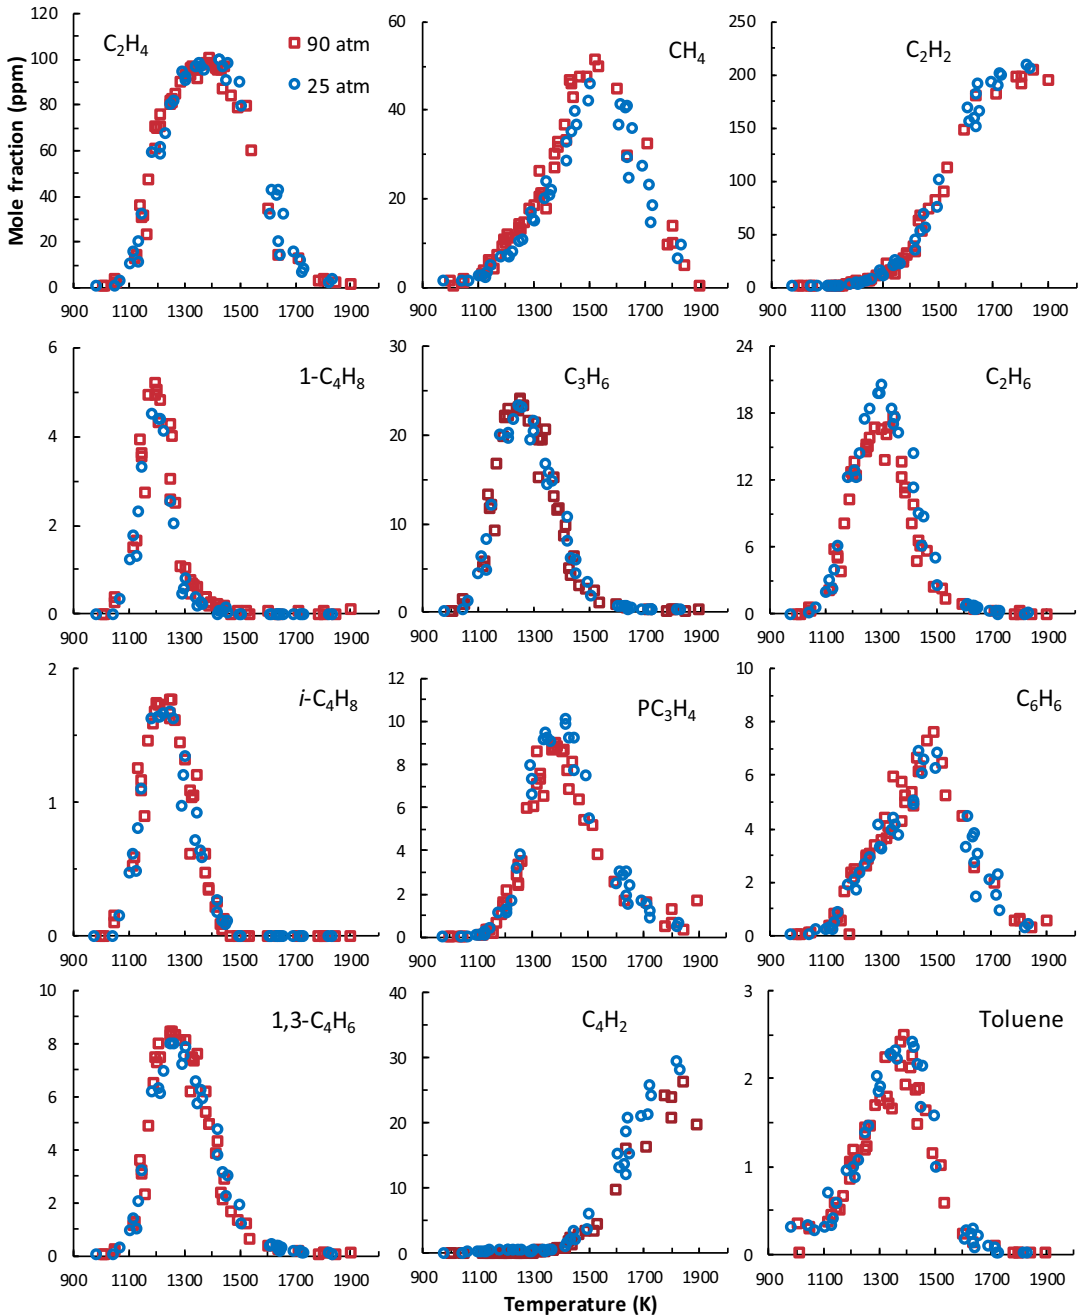 120
100
80
60
40
20
0
C₂H₄
90 atm
25 atm
900 1100 1300 1500 1700 1900
Mole fraction (ppm)
60
40
20
0
CH₄
900 1100 1300 1500 1700 1900
250
200
150
100
50
0
C₂H₂
900 1100 1300 1500 1700 1900
6
4
2
0
1-C₄H₈
900 1100 1300 1500 1700 1900
30
20
10
0
C₃H₆
900 1100 1300 1500 1700 1900
24
18
12
6
0
C₂H₆
900 1100 1300 1500 1700 1900
2
1
0
i-C₄H₈
900 1100 1300 1500 1700 1900
12
10
8
6
4
2
0
PC₃H₄
900 1100 1300 1500 1700 1900
10
8
6
4
2
0
C₆H₆
900 1100 1300 1500 1700 1900
10
8
6
4
2
0
1,3-C₄H₆
900 1100 1300 1500 1700 1900
40
30
20
10
0
C₄H₂
900 1100 1300 1500 1700 1900
3
2
1
0
Toluene
900 1100 1300 1500 1700 1900
Temperature (K)